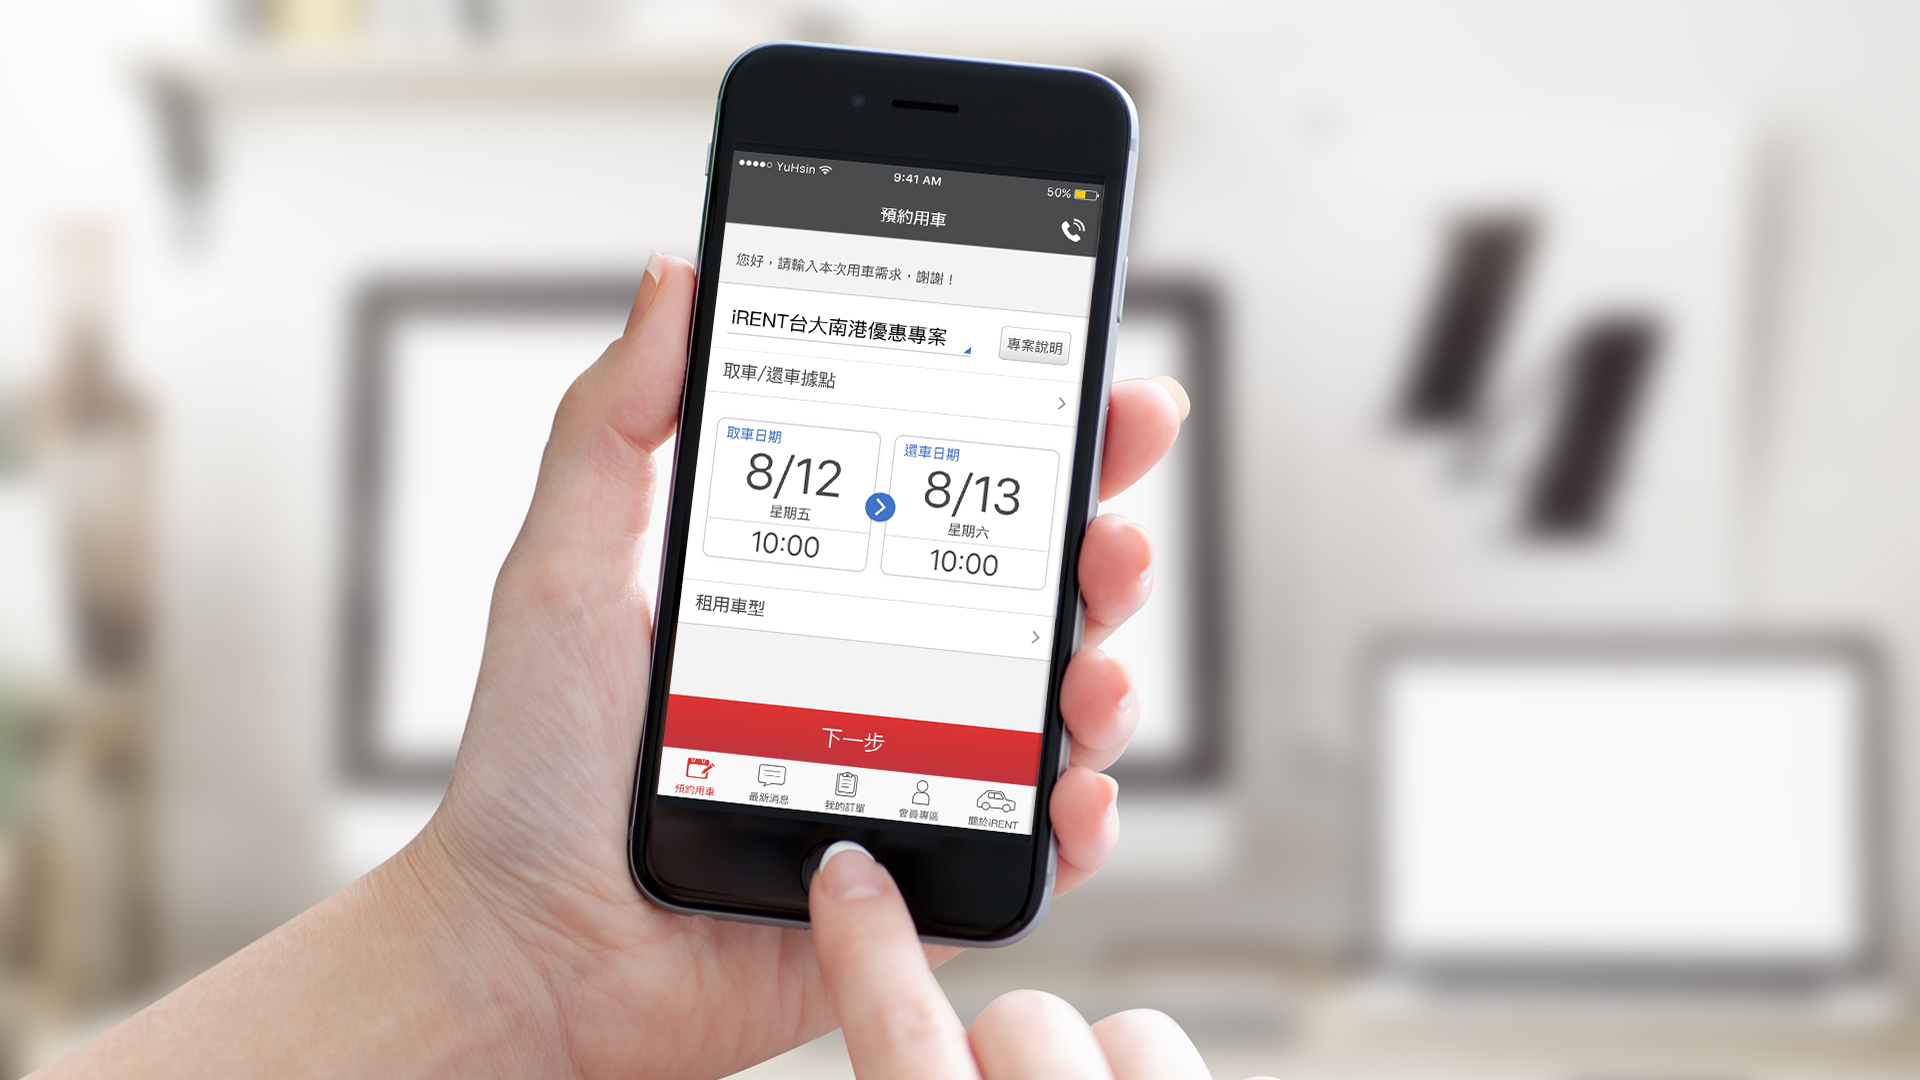 YuHsin
9:41 AM
50%
預約用車
您好，請輸入本次用車需求，謝謝！
iRENT台大南港優惠專案
專案說明
取車/還車據點
取車日期
8/12
星期五
10:00
還車日期
8/13
星期六
10:00
租用車型
下一步
預約用車
最新消息
我的訂單
會員專區
關於iRENT